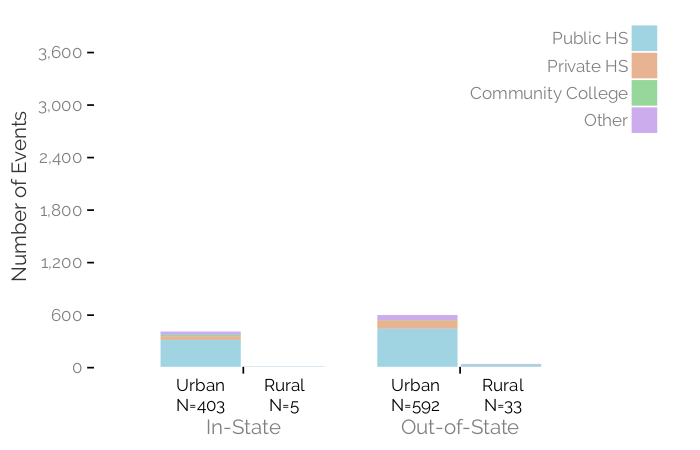 Public HS
Private HS
Community College
Other
Number of Events
3,600
3,000
2,400
1,800
1,200
600
0
Urban Rural Urban Rural
N=403 N=5 N=592 N=33
In-State Out-of-State